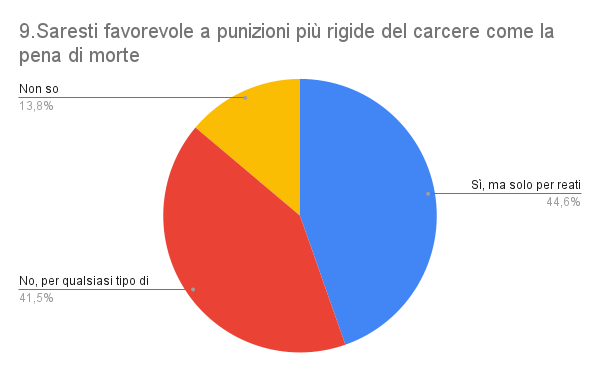 9.Saresti favorevole a punizioni più rigide del carcere come la
pena di morte
Non so
13,8%
Sì, ma solo per reati
44,6%
No, per qualsiasi tipo di
41,5%